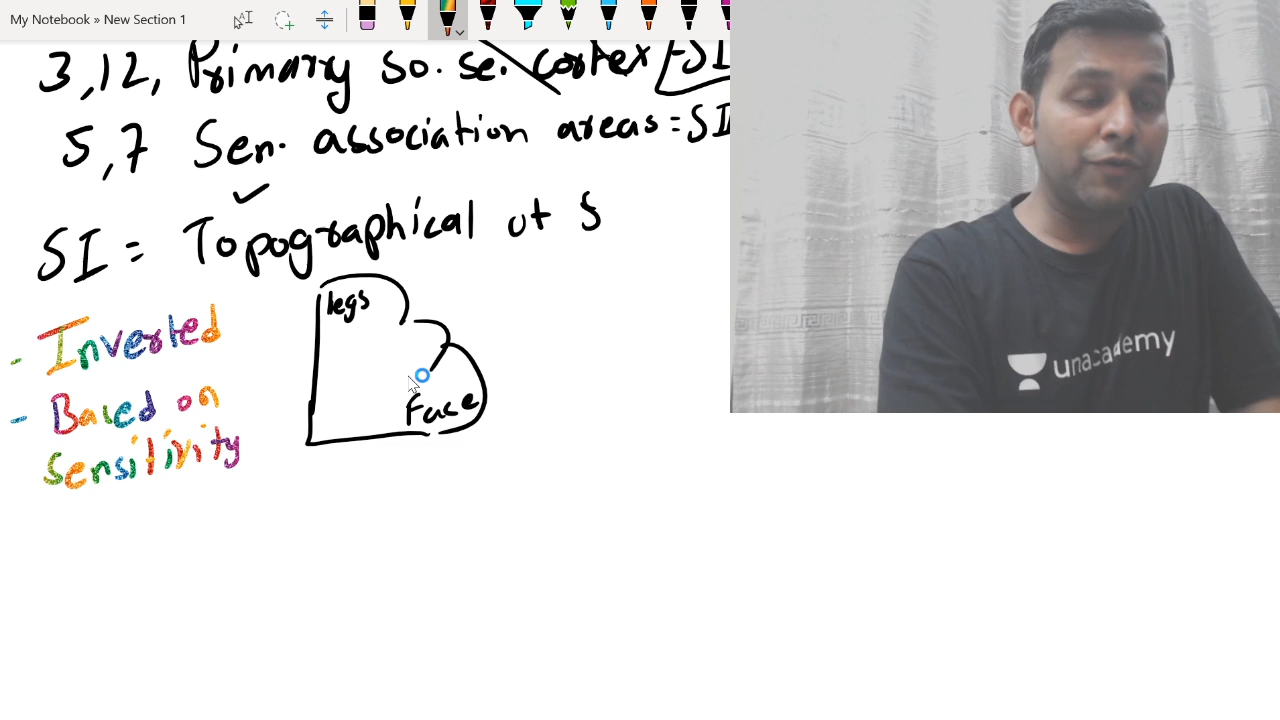 My Notebook » New Section 1
3,12, Primary so. se. cortex - SI
5,7 Sen. association areas = SI
SI = Topographical ut S
- Inverted
- Based on
sensitivity
legs
Face
unacademy